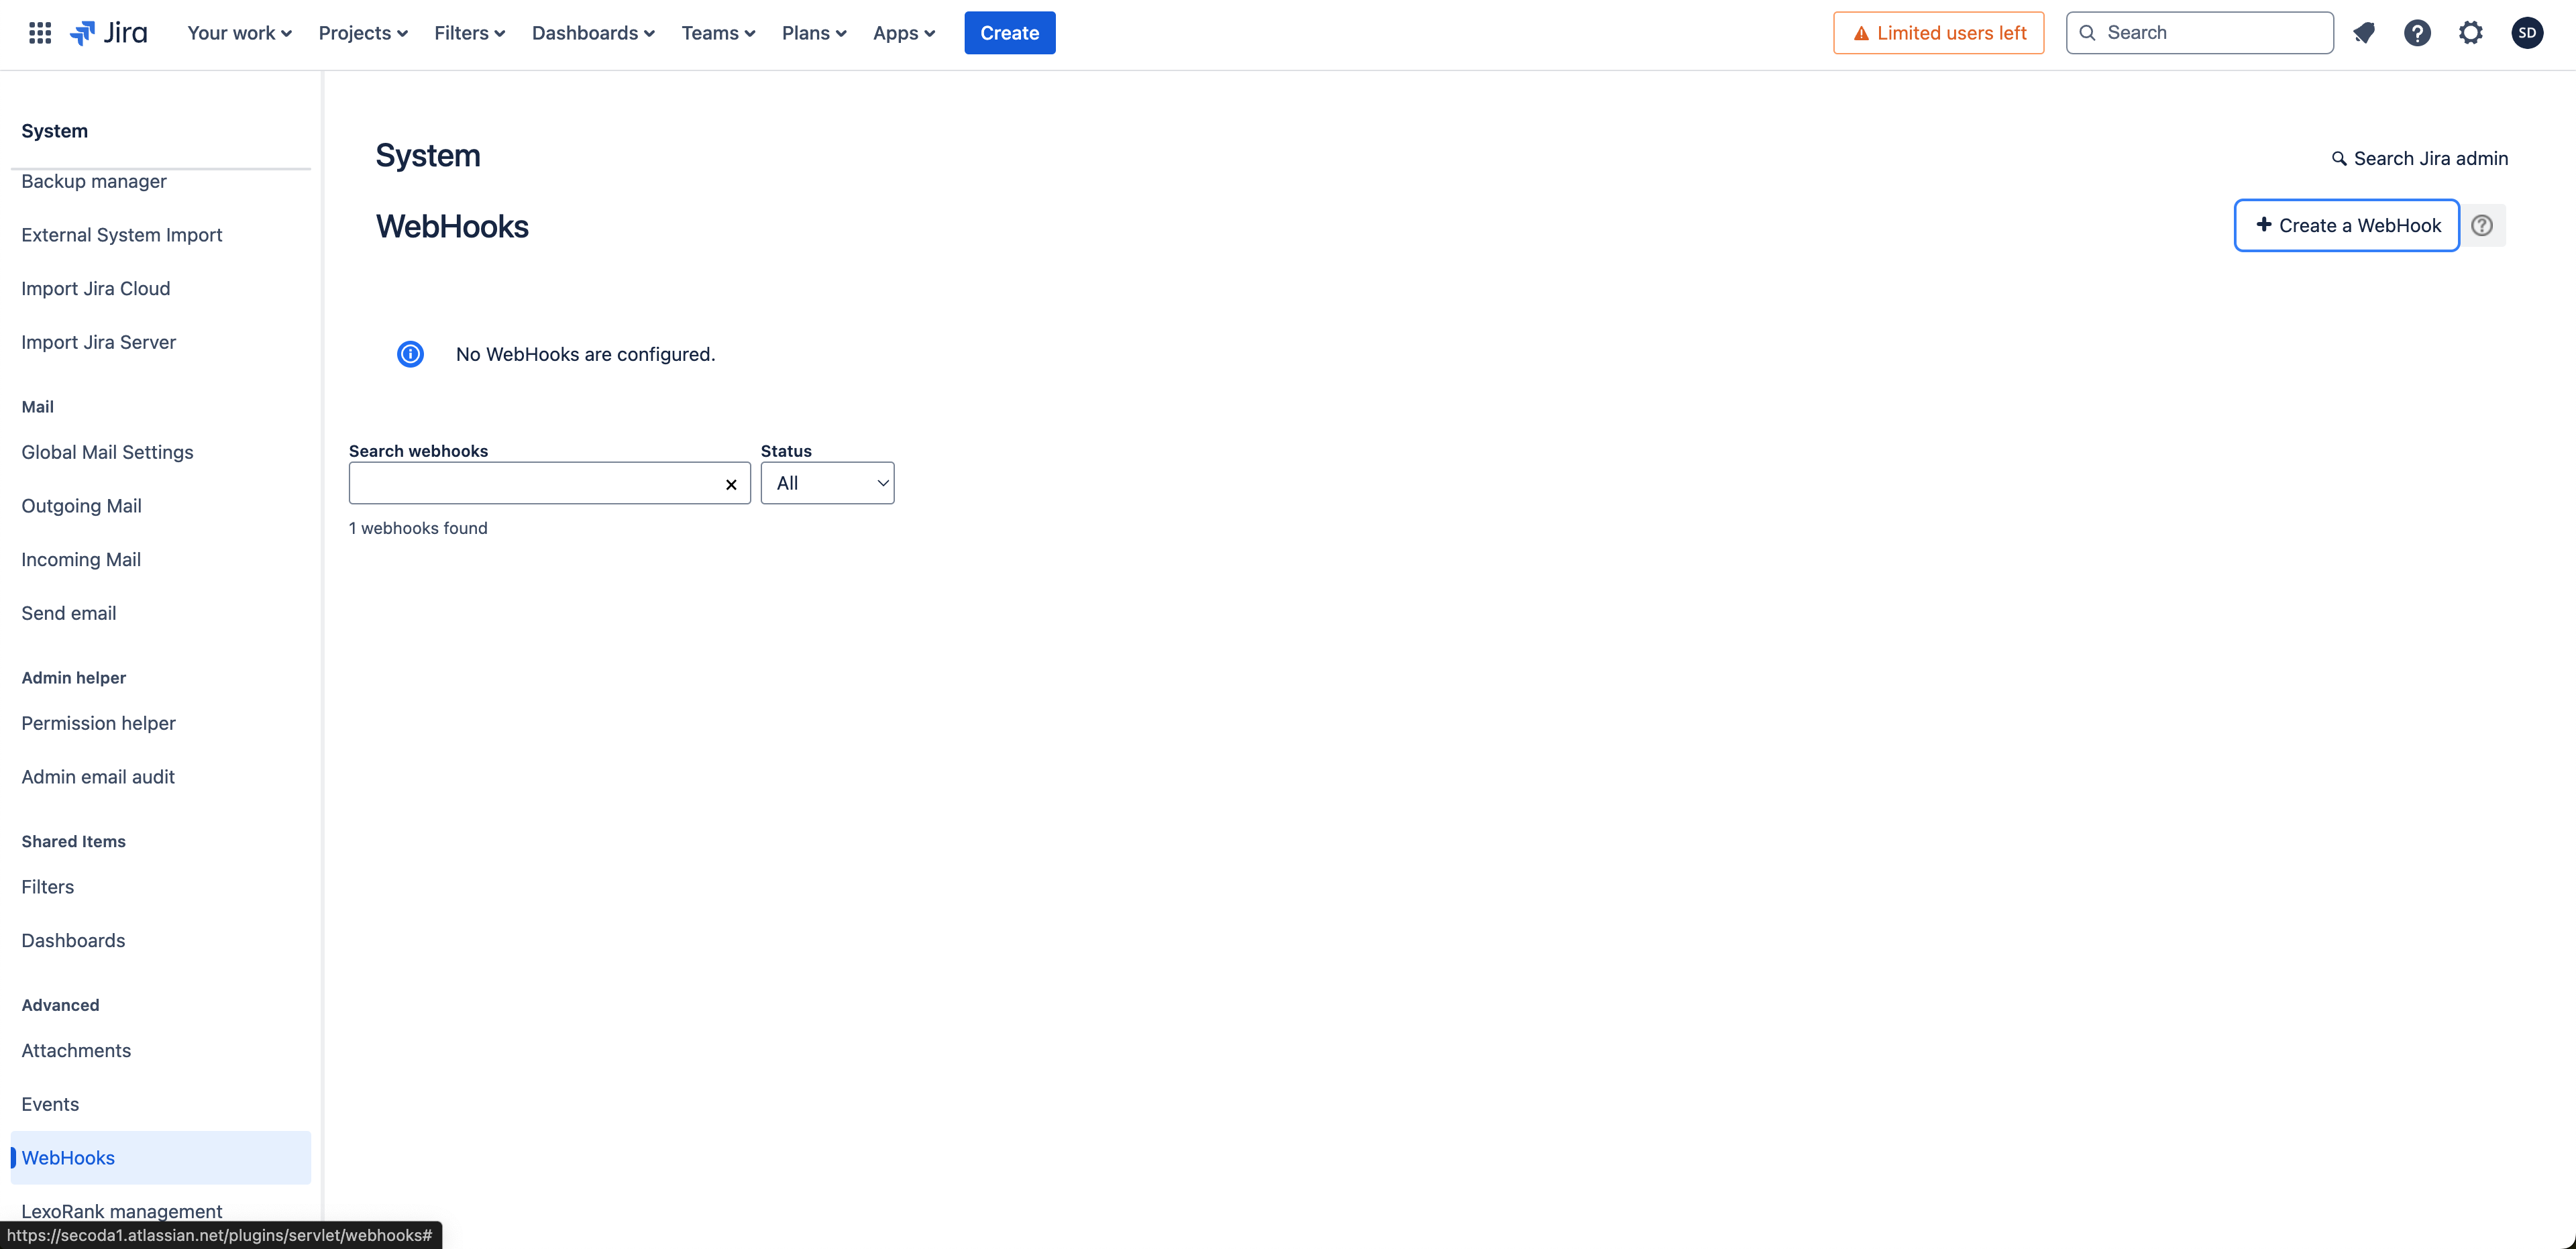 Jira Your work Projects Filters Dashboards Teams Plans Apps Create Limited users left Search SD
System
Backup manager
External System Import
Import Jira Cloud
Import Jira Server
Mail
Global Mail Settings
Outgoing Mail
Incoming Mail
Send email
Admin helper
Permission helper
Admin email audit
Shared Items
Filters
Dashboards
Advanced
Attachments
Events
WebHooks
LexoRank management
https://secoda1.atlassian.net/plugins/servlet/webhooks#
System
Search Jira admin
WebHooks
+ Create a WebHook
No WebHooks are configured.
Search webhooks Status
All
1 webhooks found